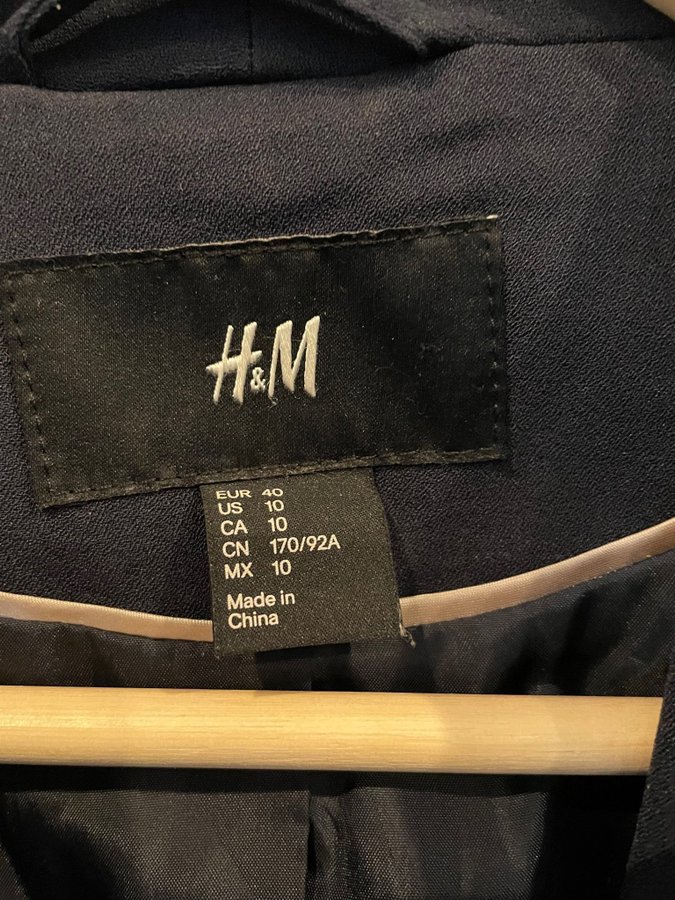 H&M
EUR 40
US 10
CA 10
CN 170/92A
MX 10
Made in
China